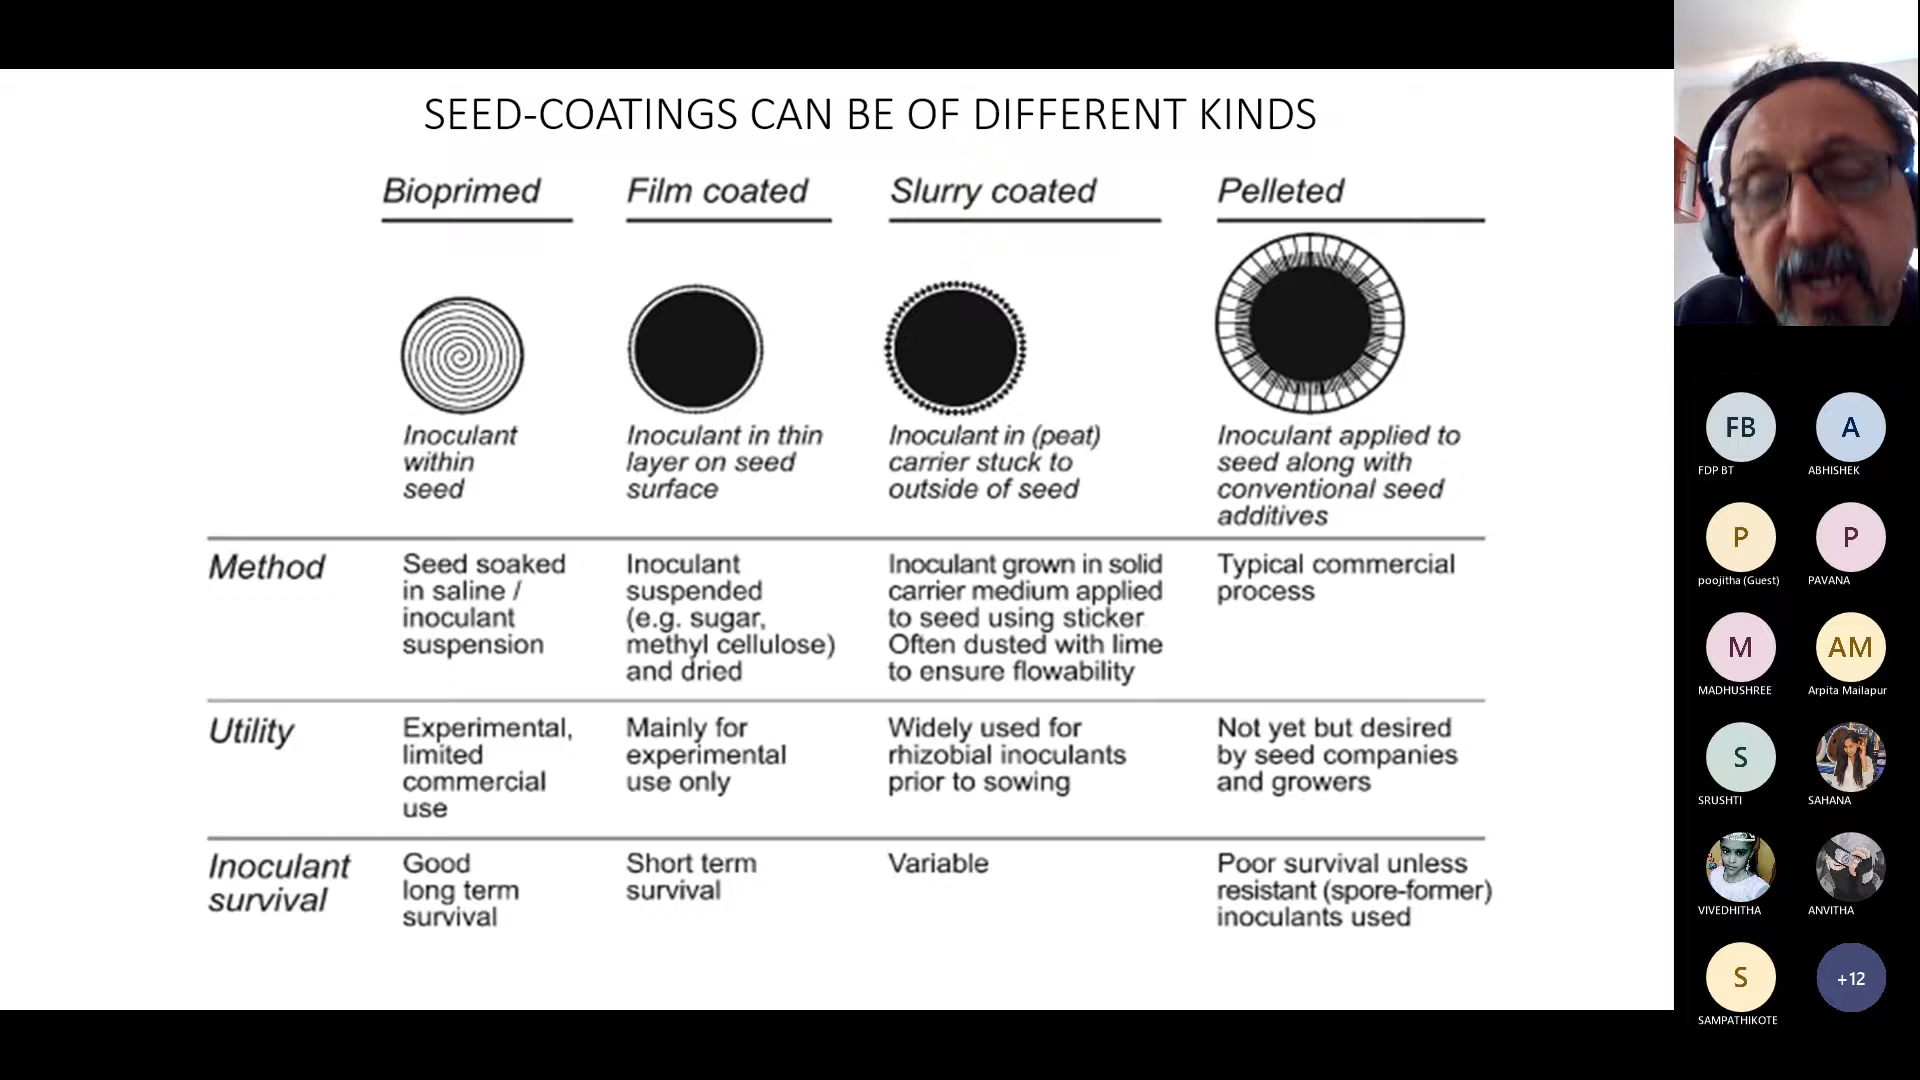 SEED-COATINGS CAN BE OF DIFFERENT KINDS
Bioprimed
Film coated
Slurry coated
Pelleted
Inoculant
within
seed
Inoculant in thin
layer on seed
surface
Inoculant in (peat)
carrier stuck to
outside of seed
Inoculant applied to
seed along with
conventional seed
additives
Method
Seed soaked
in saline /
inoculant
suspension
Inoculant
suspended
(e.g. sugar,
methyl cellulose)
and dried
Inoculant grown in solid
carrier medium applied
to seed using sticker
Often dusted with lime
to ensure flowability
Typical commercial
process
Utility
Experimental,
limited
commercial
use
Mainly for
experimental
use only
Widely used for
rhizobial inoculants
prior to sowing
Not yet but desired
by seed companies
and growers
Inoculant
survival
Good
long term
survival
Short term
survival
Variable
Poor survival unless
resistant (spore-former)
inoculants used
FB
FDP BT
A
ABHISHEK
P
poojitha (Guest)
P
PAVANA
M
MADHUSHREE
AM
Arpita Mailapur
S
SRUSHTI
SAHANA
VIVEDHITHA
ANVITHA
S
SAMPATHIKOTE
+12